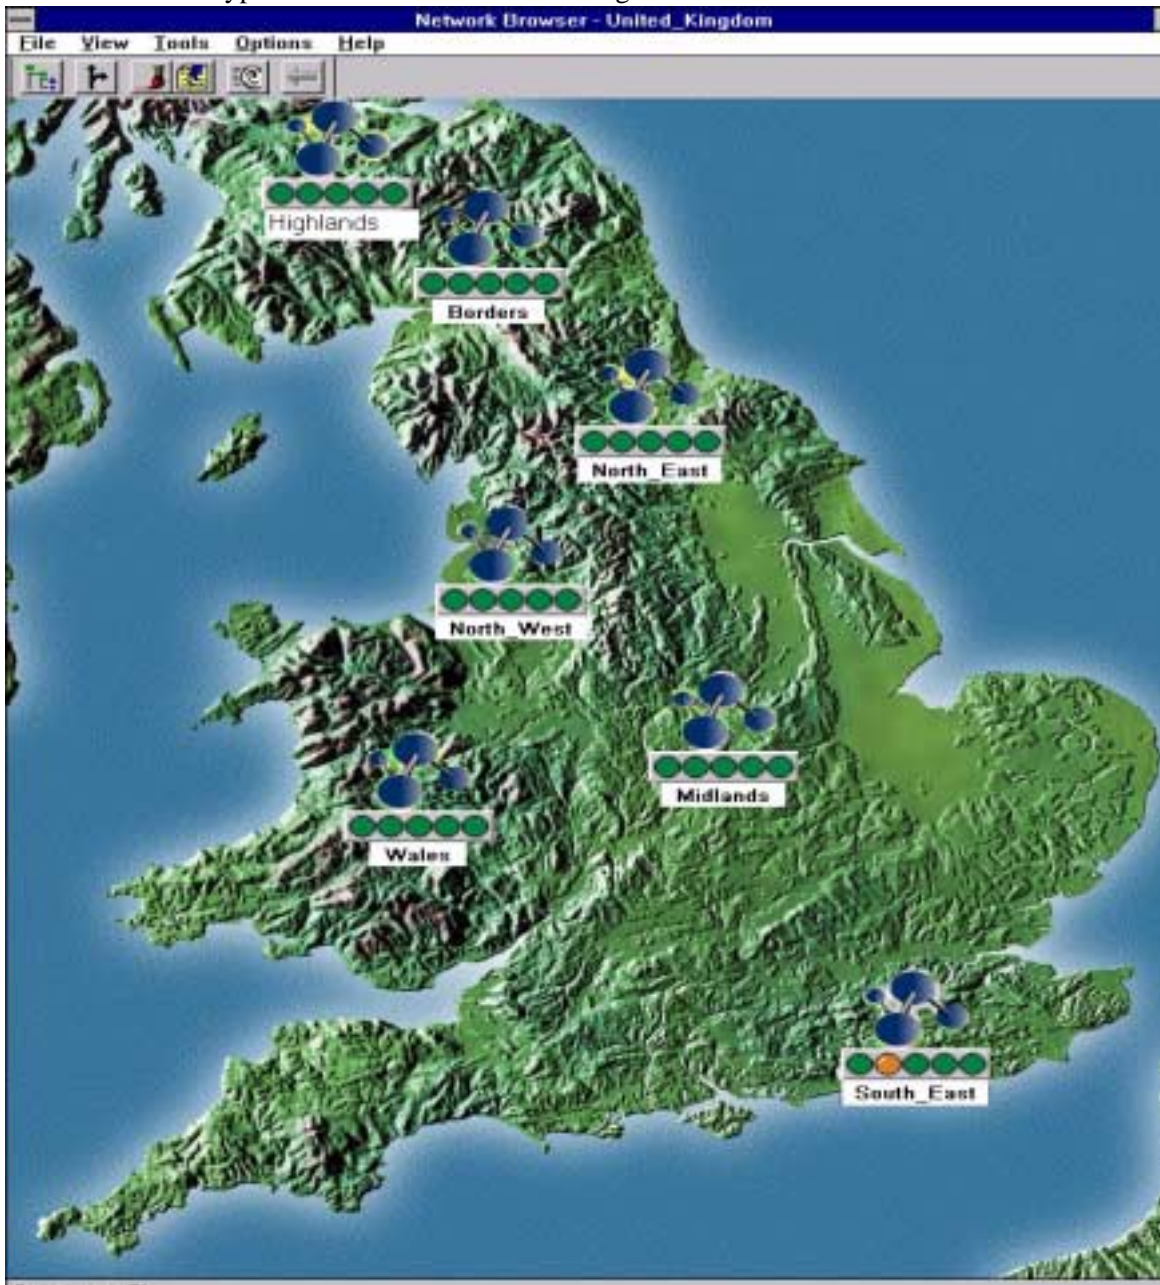 Network Browser - United_Kingdom
File View Tools Options Help
Highlands
Borders
North_East
North_West
Midlands
Wales
South_East